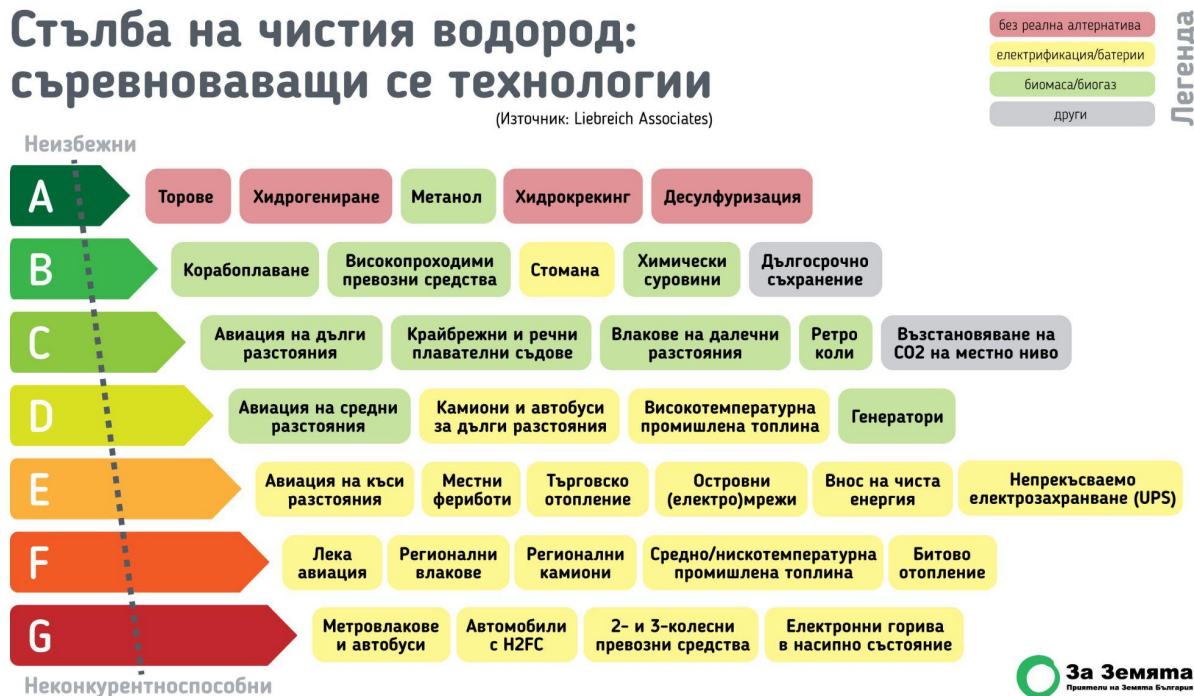 Стълба на чистия водород:
съревноваващи се технологии
(Източник: Liebreich Associates)
без реална алтернатива
електрификация/батерии
биомаса/биогаз
други
Легенда
Неизбежни
A
Торове
Хидрогениране
Метанол
Хидрокрекинг
Десулфуризация
B
Корабоплаване
Високопроходими
превозни средства
Стомана
Химически
суровини
Дългосрочно
съхранение
C
Авиация на дълги
разстояния
Крайбрежни и речни
плавателни съдове
Влакове на далечни
разстояния
Ретро
коли
Възстановяване на
CO2 на местно ниво
D
Авиация на средни
разстояния
Камиони и автобуси
за дълги разстояния
Високотемпературна
промишлена топлина
Генератори
E
Авиация на къси
разстояния
Местни
фериботи
Търговско
отопление
Островни
(електро)мрежи
Внос на чиста
енергия
Непрекъсваемо
електрозахранване (UPS)
F
Лека
авиация
Регионални
влакове
Регионални
камиони
Средно/нискотемпературна
промишлена топлина
Битово
отопление
G
Метровлакове
и автобуси
Автомобили
с H2FC
2- и 3-колесни
превозни средства
Електронни горива
в насипно състояние
Неконкурентноспособни
За Земята
Приятели на Земята България